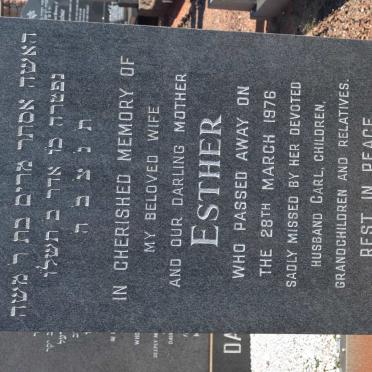 האשה אסתר מרים בת ר משה
נפטרה כו אדר ב תשלו
ת נ צ ב ה
IN CHERISHED MEMORY OF
MY BELOVED WIFE
AND OUR DARLING MOTHER
ESTHER
WHO PASSED AWAY ON
THE 28TH MARCH 1976
SADLY MISSED BY HER DEVOTED
HUSBAND CARL, CHILDREN,
GRANDCHILDREN AND RELATIVES.
REST IN PEACE